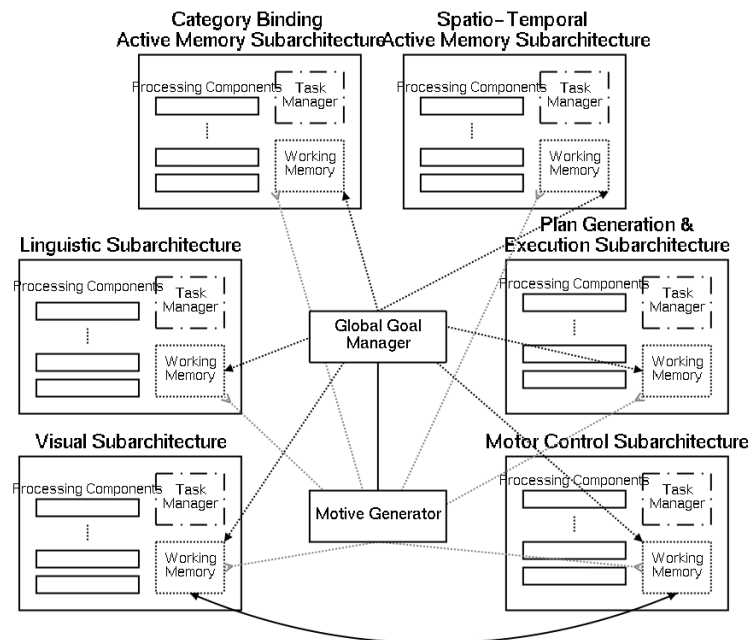 Category Binding
Active Memory Subarchitecture
Processing Components
Task
Manager
Working
Memory
Spatio-Temporal
Active Memory Subarchitecture
Processing Components
Task
Manager
Working
Memory
Linguistic Subarchitecture
Processing Components
Task
Manager
Working
Memory
Global Goal
Manager
Plan Generation &
Execution Subarchitecture
Processing Components
Task
Manager
Working
Memory
Visual Subarchitecture
Processing Components
Task
Manager
Working
Memory
Motive Generator
Motor Control Subarchitecture
Processing Components
Task
Manager
Working
Memory